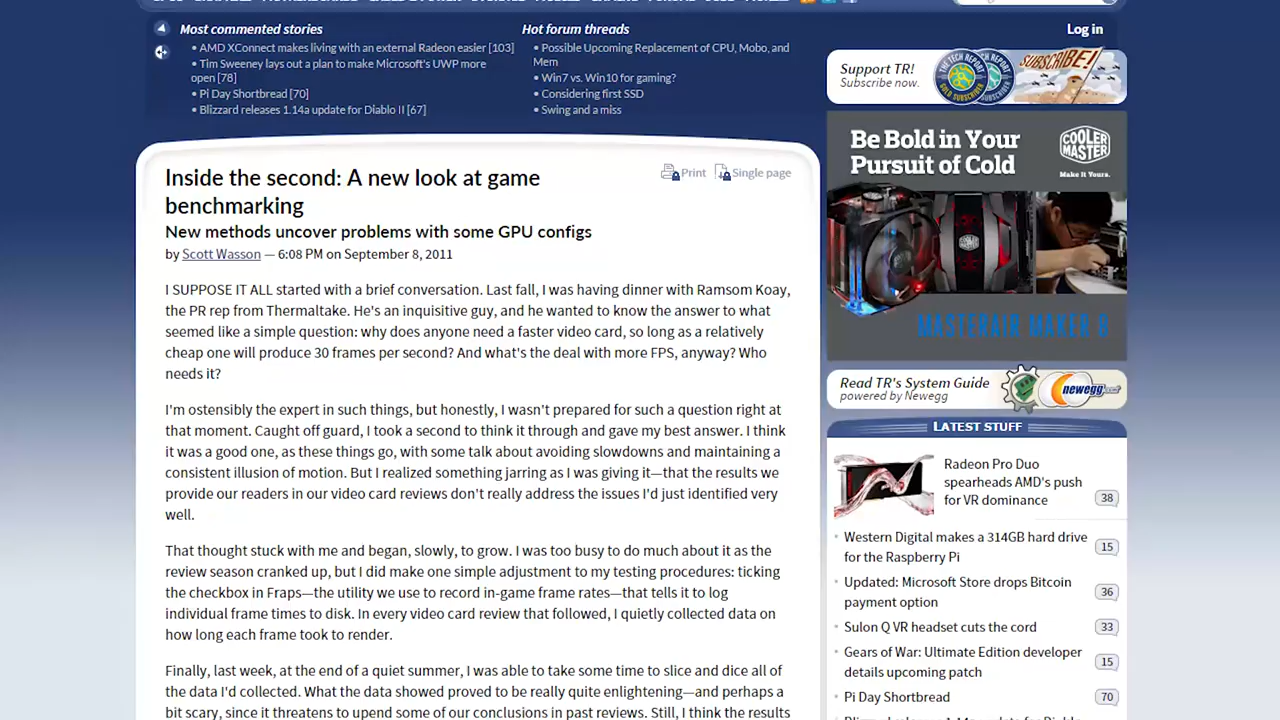 Most commented stories
• AMD XConnect makes living with an external Radeon easier [103]
• Tim Sweeney lays out a plan to make Microsoft's UWP more
open [78]
• Pi Day Shortbread [70]
• Blizzard releases 1.14a update for Diablo II [67]
Hot forum threads
• Possible Upcoming Replacement of CPU, Mobo, and
Mem
• Win7 vs. Win10 for gaming?
• Considering first SSD
• Swing and a miss
Log in
Support TR!
Subscribe now.
SUBSCRIBE!
Be Bold in Your
Pursuit of Cold
COOLER
MASTER
Make It Yours.
MASTERAIR MAKER 8
Read TR's System Guide
powered by Newegg
newegg
Inside the second: A new look at game
benchmarking
Print
Single page
New methods uncover problems with some GPU configs
by Scott Wasson — 6:08 PM on September 8, 2011
I SUPPOSE IT ALL started with a brief conversation. Last fall, I was having dinner with Ramsom Koay,
the PR rep from Thermaltake. He's an inquisitive guy, and he wanted to know the answer to what
seemed like a simple question: why does anyone need a faster video card, so long as a relatively
cheap one will produce 30 frames per second? And what's the deal with more FPS, anyway? Who
needs it?
I'm ostensibly the expert in such things, but honestly, I wasn't prepared for such a question right at
that moment. Caught off guard, I took a second to think it through and gave my best answer. I think
it was a good one, as these things go, with some talk about avoiding slowdowns and maintaining a
consistent illusion of motion. But I realized something jarring as I was giving it—that the results we
provide our readers in our video card reviews don't really address the issues I'd just identified very
well.
That thought stuck with me and began, slowly, to grow. I was too busy to do much about it as the
review season cranked up, but I did make one simple adjustment to my testing procedures: ticking
the checkbox in Fraps—the utility we use to record in-game frame rates—that tells it to log
individual frame times to disk. In every video card review that followed, I quietly collected data on
how long each frame took to render.
Finally, last week, at the end of a quiet summer, I was able to take some time to slice and dice all of
the data I'd collected. What the data showed proved to be really quite enlightening—and perhaps a
bit scary, since it threatens to upend some of our conclusions in past reviews. Still, I think the results
LATEST STUFF
Radeon Pro Duo
spearheads AMD's push
for VR dominance
38
• Western Digital makes a 314GB hard drive
for the Raspberry Pi
15
• Updated: Microsoft Store drops Bitcoin
payment option
36
• Sulon Q VR headset cuts the cord
33
• Gears of War: Ultimate Edition developer
details upcoming patch
15
• Pi Day Shortbread
70